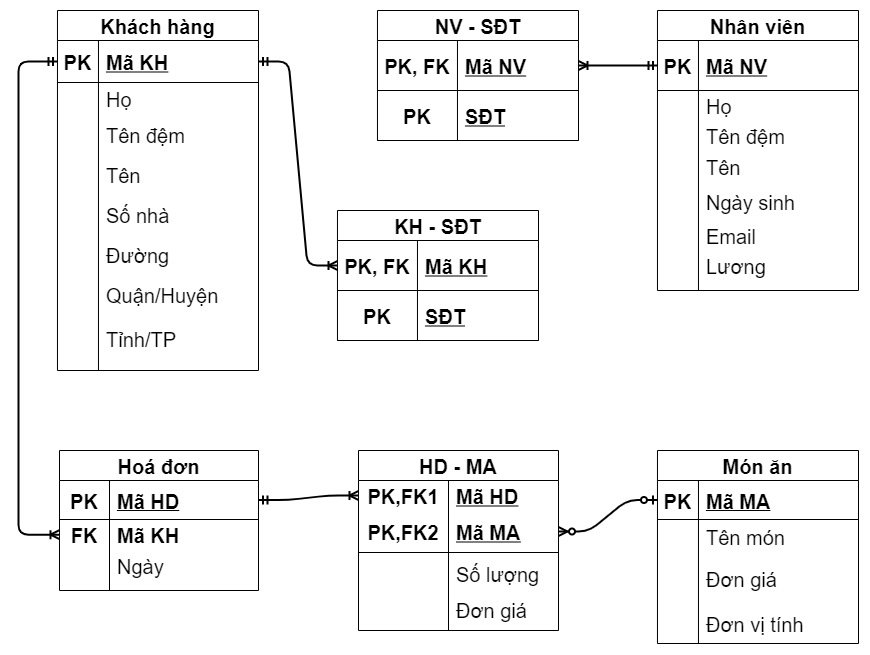 Khách hàng
PK Mã KH
Họ
Tên đệm
Tên
Số nhà
Đường
Quận/Huyện
Tỉnh/TP
NV - SĐT
PK, FK Mã NV
PK SĐT
Nhân viên
PK Mã NV
Họ
Tên đệm
Tên
Ngày sinh
Email
Lương
KH - SĐT
PK, FK Mã KH
PK SĐT
Hoá đơn
PK Mã HD
FK Mã KH
Ngày
HD - MA
PK,FK1 Mã HD
PK,FK2 Mã MA
Số lượng
Đơn giá
Món ăn
PK Mã MA
Tên món
Đơn giá
Đơn vị tính